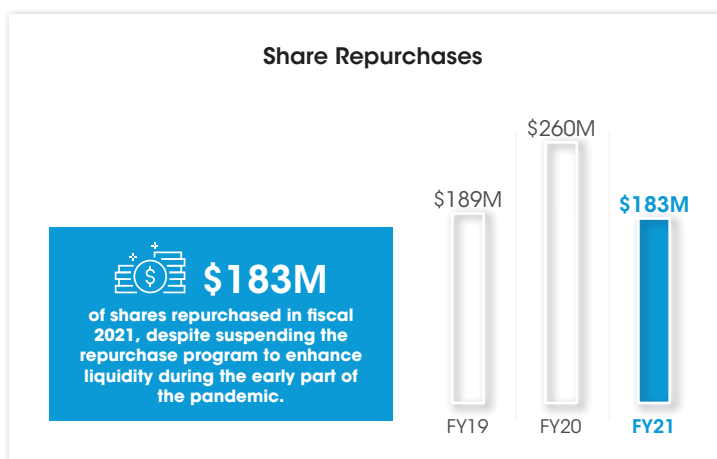 Share Repurchases
$183M
of shares repurchased in fiscal
2021, despite suspending the
repurchase program to enhance
liquidity during the early part of
the pandemic.
$189M
$260M
$183M
FY19
FY20
FY21